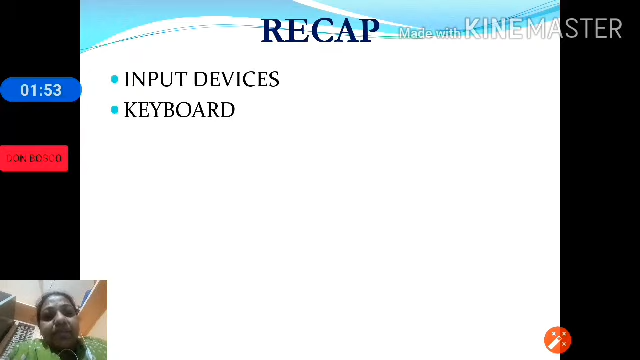 RECAP
Made with KINEMASTER
INPUT DEVICES
01:53
KEYBOARD
DON BOSCO